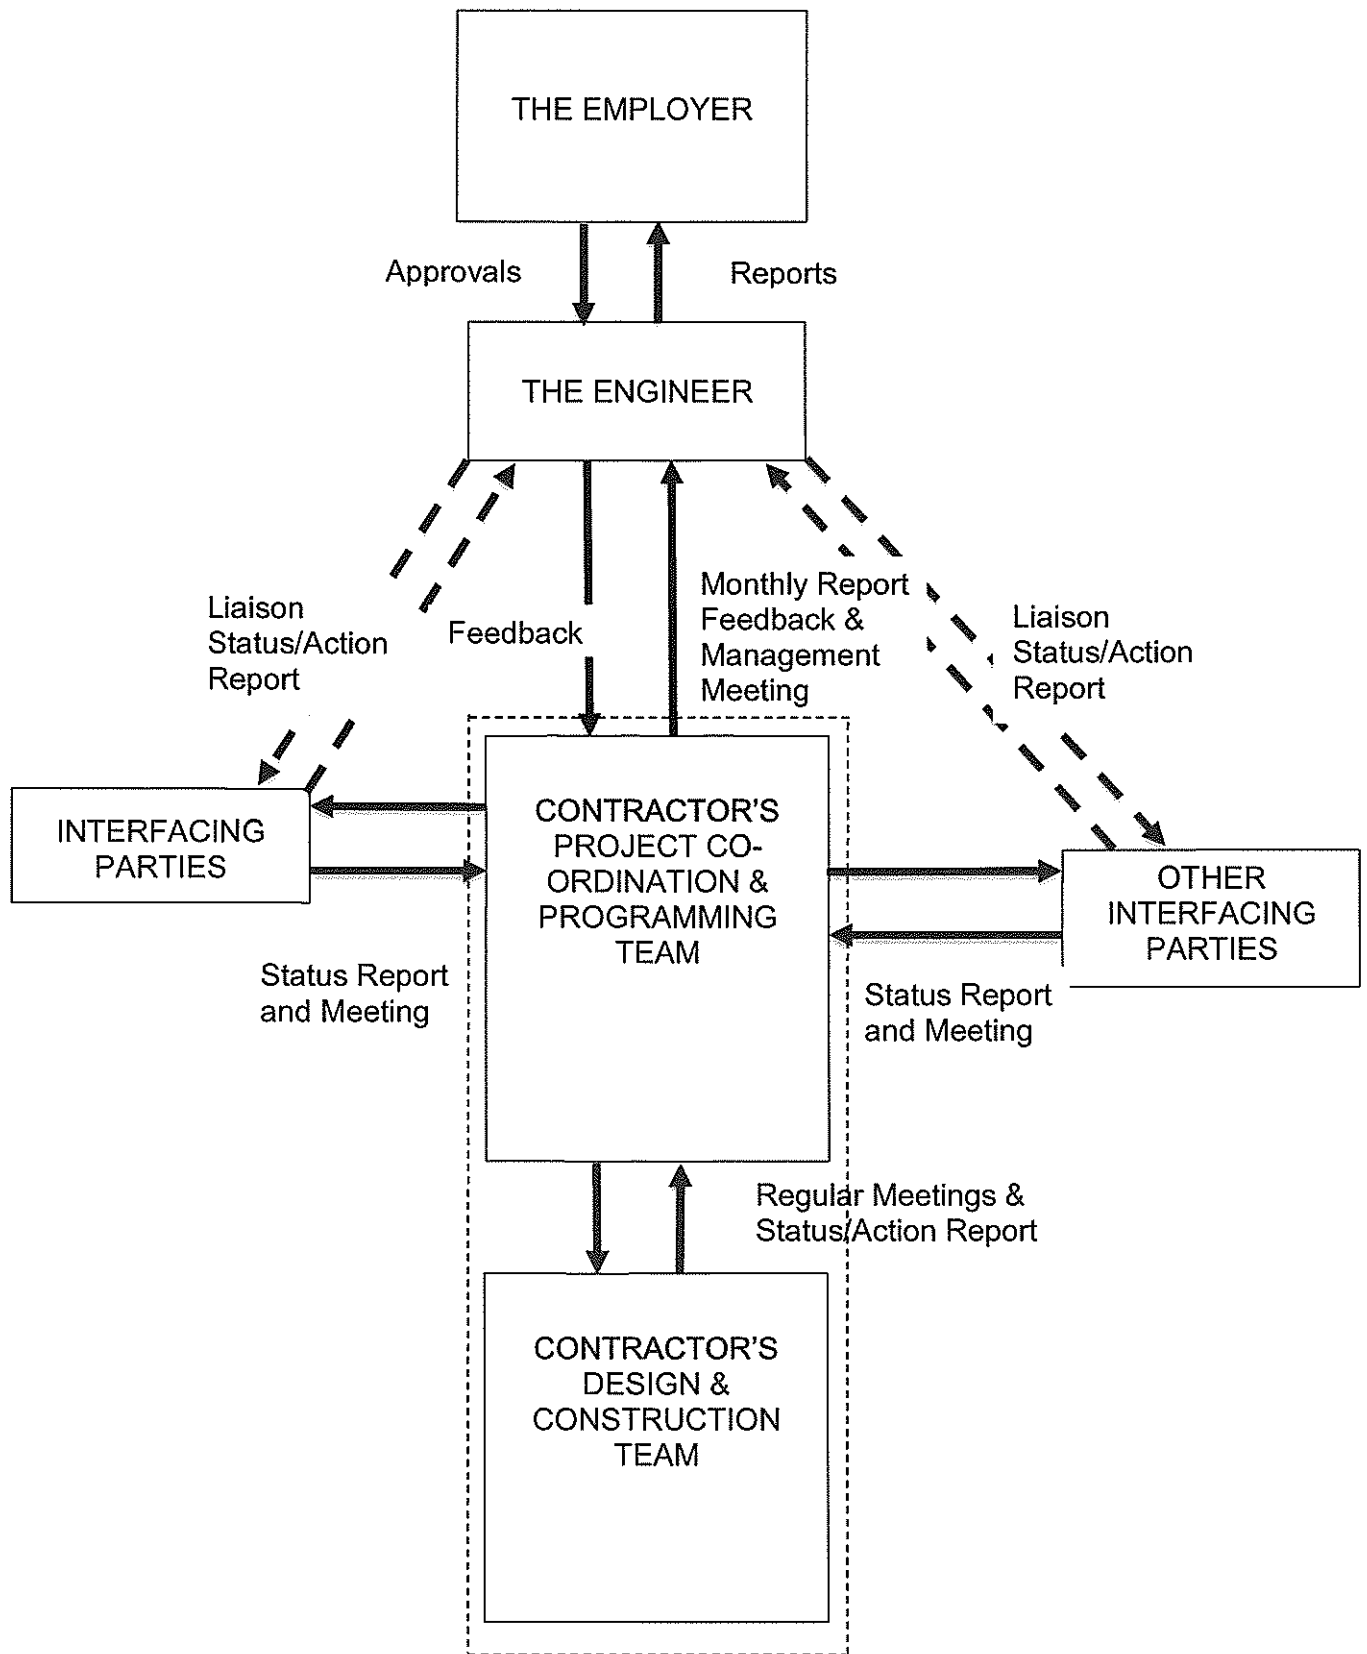 THE EMPLOYER
Approvals
Reports
THE ENGINEER
Liaison
Status/Action
Report
Feedback
Monthly Report
Feedback &
Management
Meeting
Liaison
Status/Action
Report
INTERFACING
PARTIES
CONTRACTOR'S
PROJECT CO-
ORDINATION &
PROGRAMMING
TEAM
OTHER
INTERFACING
PARTIES
Status Report
and Meeting
Status Report
and Meeting
Regular Meetings &
Status/Action Report
CONTRACTOR'S
DESIGN &
CONSTRUCTION
TEAM